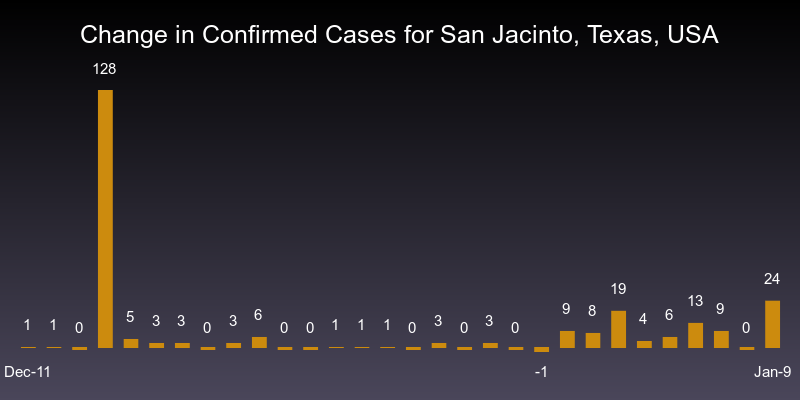 Change in Confirmed Cases for San Jacinto, Texas, USA
128
1 1 0 5 3 3 0 3 6 0 0 1 1 1 0 3 0 3 0 9 8 19 4 6 13 9 0 24
Dec-11 -1 Jan-9